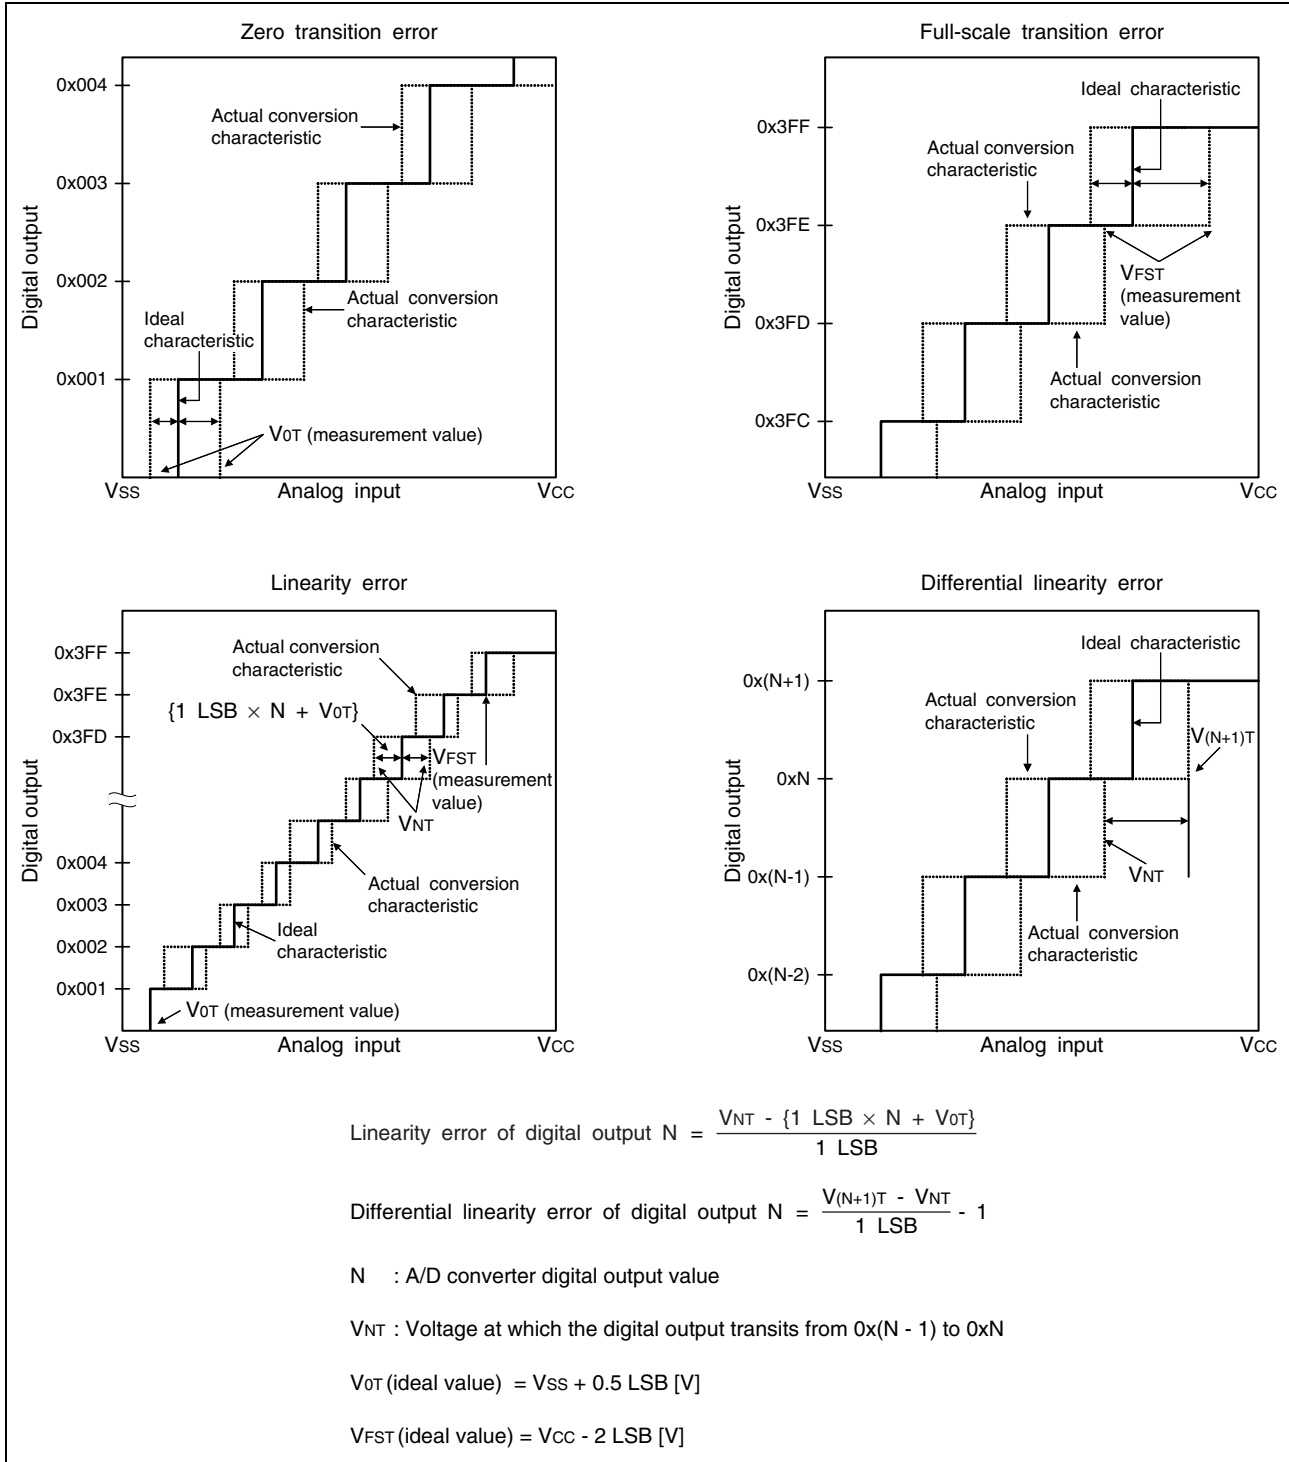 Zero transition error
0x004
0x003
0x002
0x001
Digital output
Actual conversion
characteristic
Actual conversion
characteristic
Ideal
characteristic
V0T (measurement value)
VSS
Analog input
VCC
Full-scale transition error
0x3FF
0x3FE
0x3FD
0x3FC
Digital output
Ideal characteristic
Actual conversion
characteristic
VFST
(measurement
value)
Actual conversion
characteristic
VSS
Analog input
VCC
Linearity error
0x3FF
0x3FE
0x3FD
0x004
0x003
0x002
0x001
Digital output
Actual conversion
characteristic
{1 LSB × N + V0T}
VFST
(measurement
value)
VNT
Actual conversion
characteristic
Ideal
characteristic
V0T (measurement value)
VSS
Analog input
VCC
Differential linearity error
0x(N+1)
0xN
0x(N-1)
0x(N-2)
Digital output
Ideal characteristic
Actual conversion
characteristic
V(N+1)T
VNT
Actual conversion
characteristic
VSS
Analog input
VCC
Linearity error of digital output N = VNT - {1 LSB × N + V0T}
1 LSB
Differential linearity error of digital output N = V(N+1)T - VNT
1 LSB
- 1
N : A/D converter digital output value
VNT : Voltage at which the digital output transits from 0x(N - 1) to 0xN
V0T (ideal value) = VSS + 0.5 LSB [V]
VFST (ideal value) = VCC - 2 LSB [V]